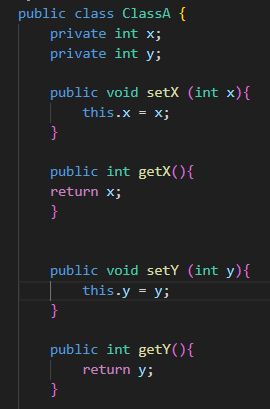 public class ClassA {
    private int x;
    private int y;

    public void setX (int x){
        this.x = x;
    }

    public int getX(){
    return x;
    }


    public void setY (int y){
        this.y = y;
    }

    public int getY(){
        return y;
    }